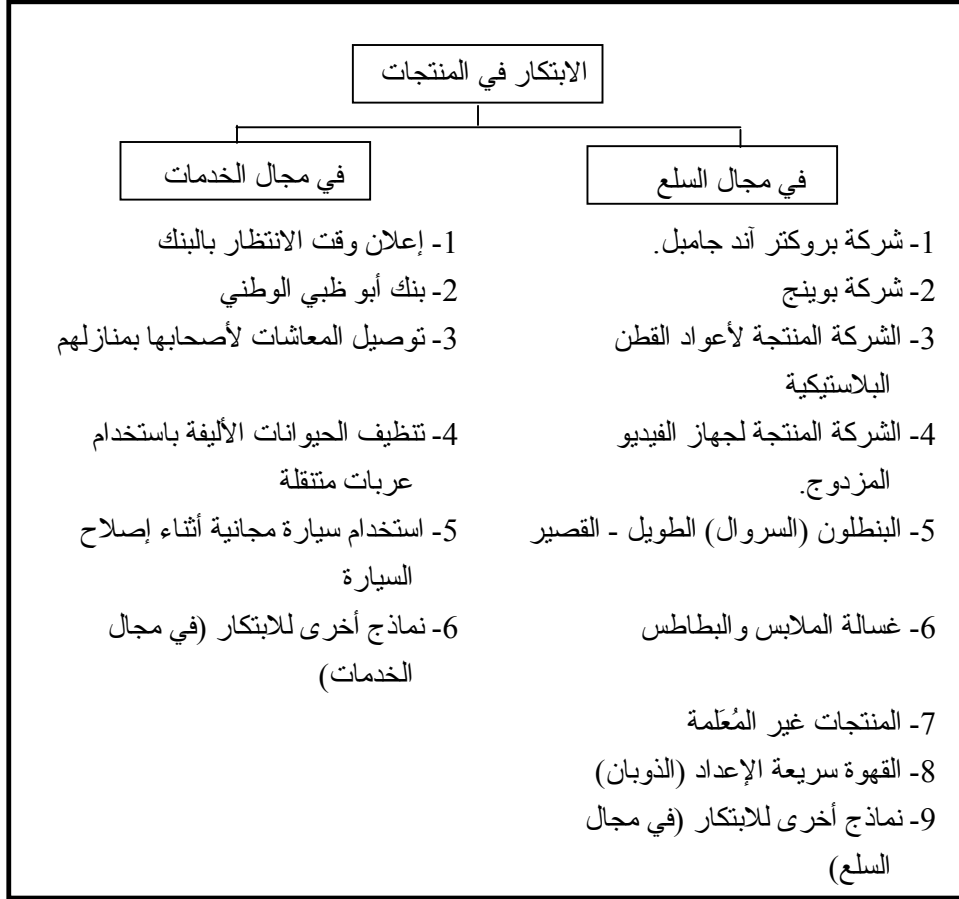 الابتكار في المنتجات
في مجال السلع
1- شركة بروكتر آند جامبل.
2- شركة بوينج
3- الشركة المنتجة لأعواد القطن
البلاستيكية
4- الشركة المنتجة لجهاز الفيديو
المزدوج.
5- البنطلون (السروال) الطويل - القصير
6- غسالة الملابس والبطاطس
7- المنتجات غير المُعَلمة
8- القهوة سريعة الإعداد (الذوبان)
9- نماذج أخرى للابتكار (في مجال
السلع)
في مجال الخدمات
1- إعلان وقت الانتظار بالبنك
2- بنك أبو ظبي الوطني
3- توصيل المعاشات لأصحابها بمنازلهم
4- تنظيف الحيوانات الأليفة باستخدام
عربات متنقلة
5- استخدام سيارة مجانية أثناء إصلاح
السيارة
6- نماذج أخرى للابتكار (في مجال
الخدمات)